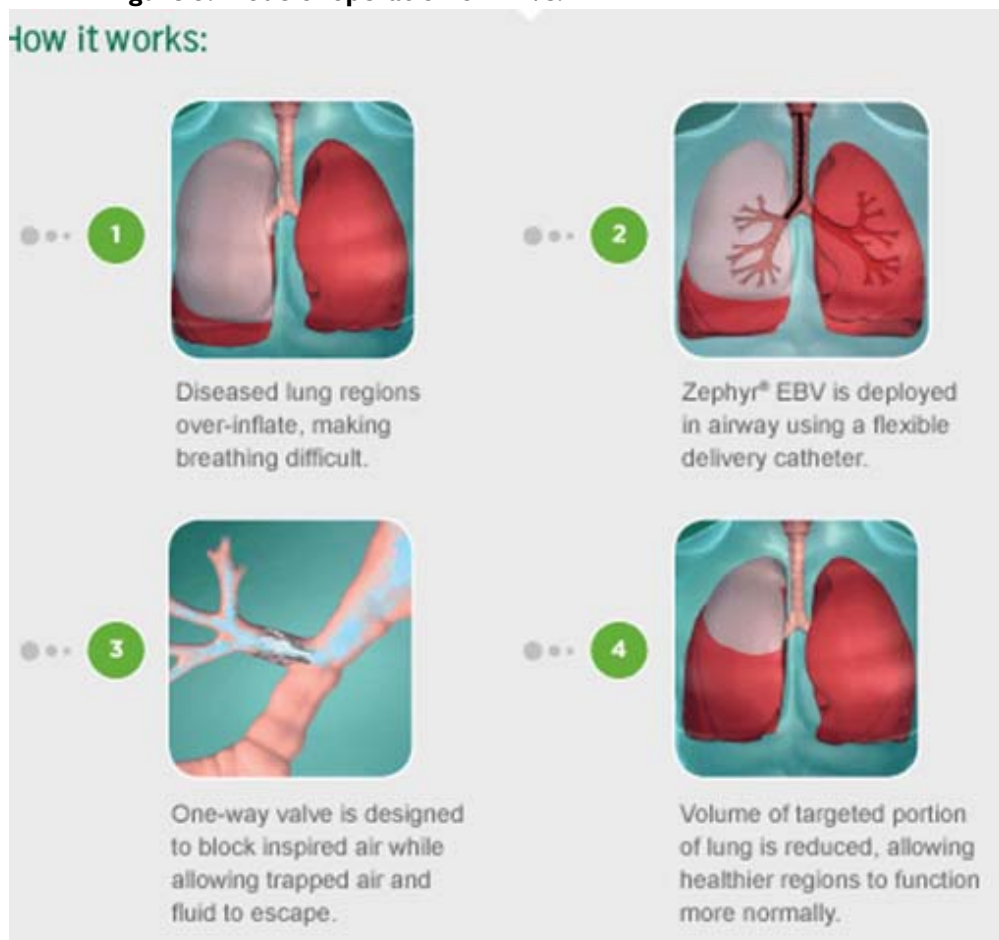 How it works:
1
Diseased lung regions
over-inflate, making
breathing difficult.
2
Zephyr® EBV is deployed
in airway using a flexible
delivery catheter.
3
One-way valve is designed
to block inspired air while
allowing trapped air and
fluid to escape.
4
Volume of targeted portion
of lung is reduced, allowing
healthier regions to function
more normally.